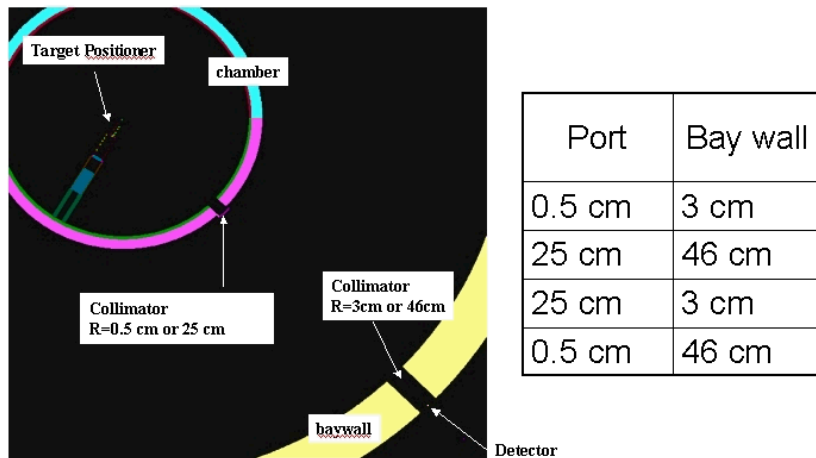 Target Positioner
chamber
Collimator
R=0.5 cm or 25 cm
Collimator
R=3cm or 46cm
baywall
Detector
Port Bay wall
0.5 cm 3 cm
25 cm 46 cm
25 cm 3 cm
0.5 cm 46 cm